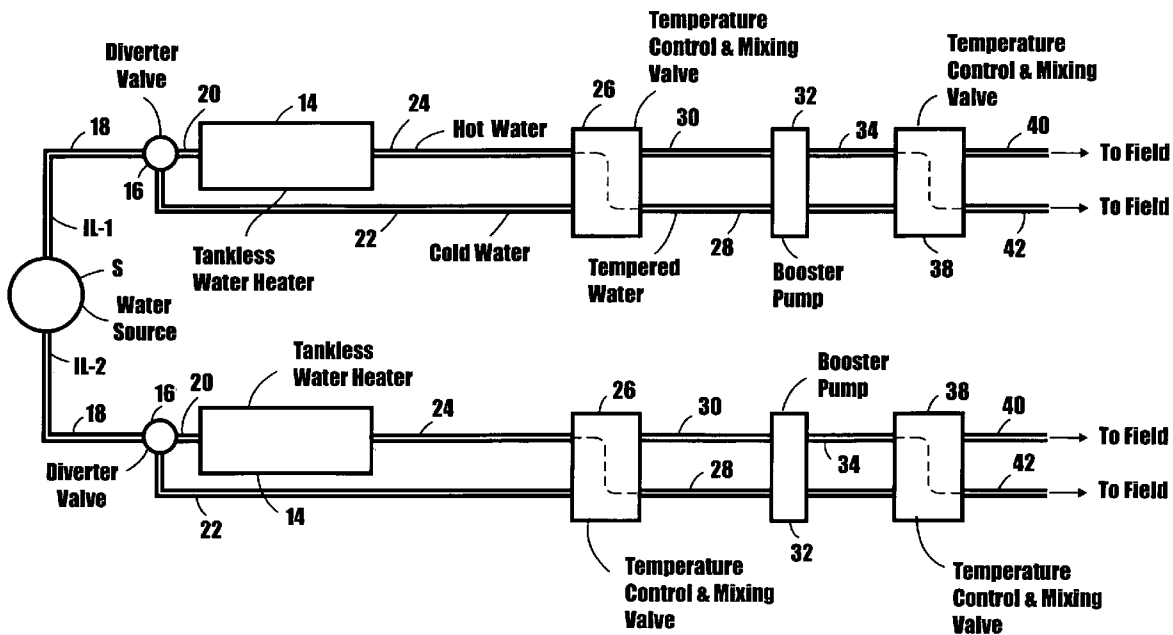 Temperature
Control & Mixing
Valve
Temperature
Control & Mixing
Valve
Diverter
Valve
26
32
14
20
24
Hot Water
30
34
40
18
To Field
16
To Field
IL-1
22
Cold Water
28
42
S
Tankless
Water Heater
Tempered
Water
Booster
Pump
38
Water
Source
IL-2
Tankless
Water Heater
Booster
Pump
16
20
24
26
30
38
40
18
To Field
34
28
42
To Field
Diverter
Valve
22
14
32
Temperature
Control & Mixing
Valve
Temperature
Control & Mixing
Valve